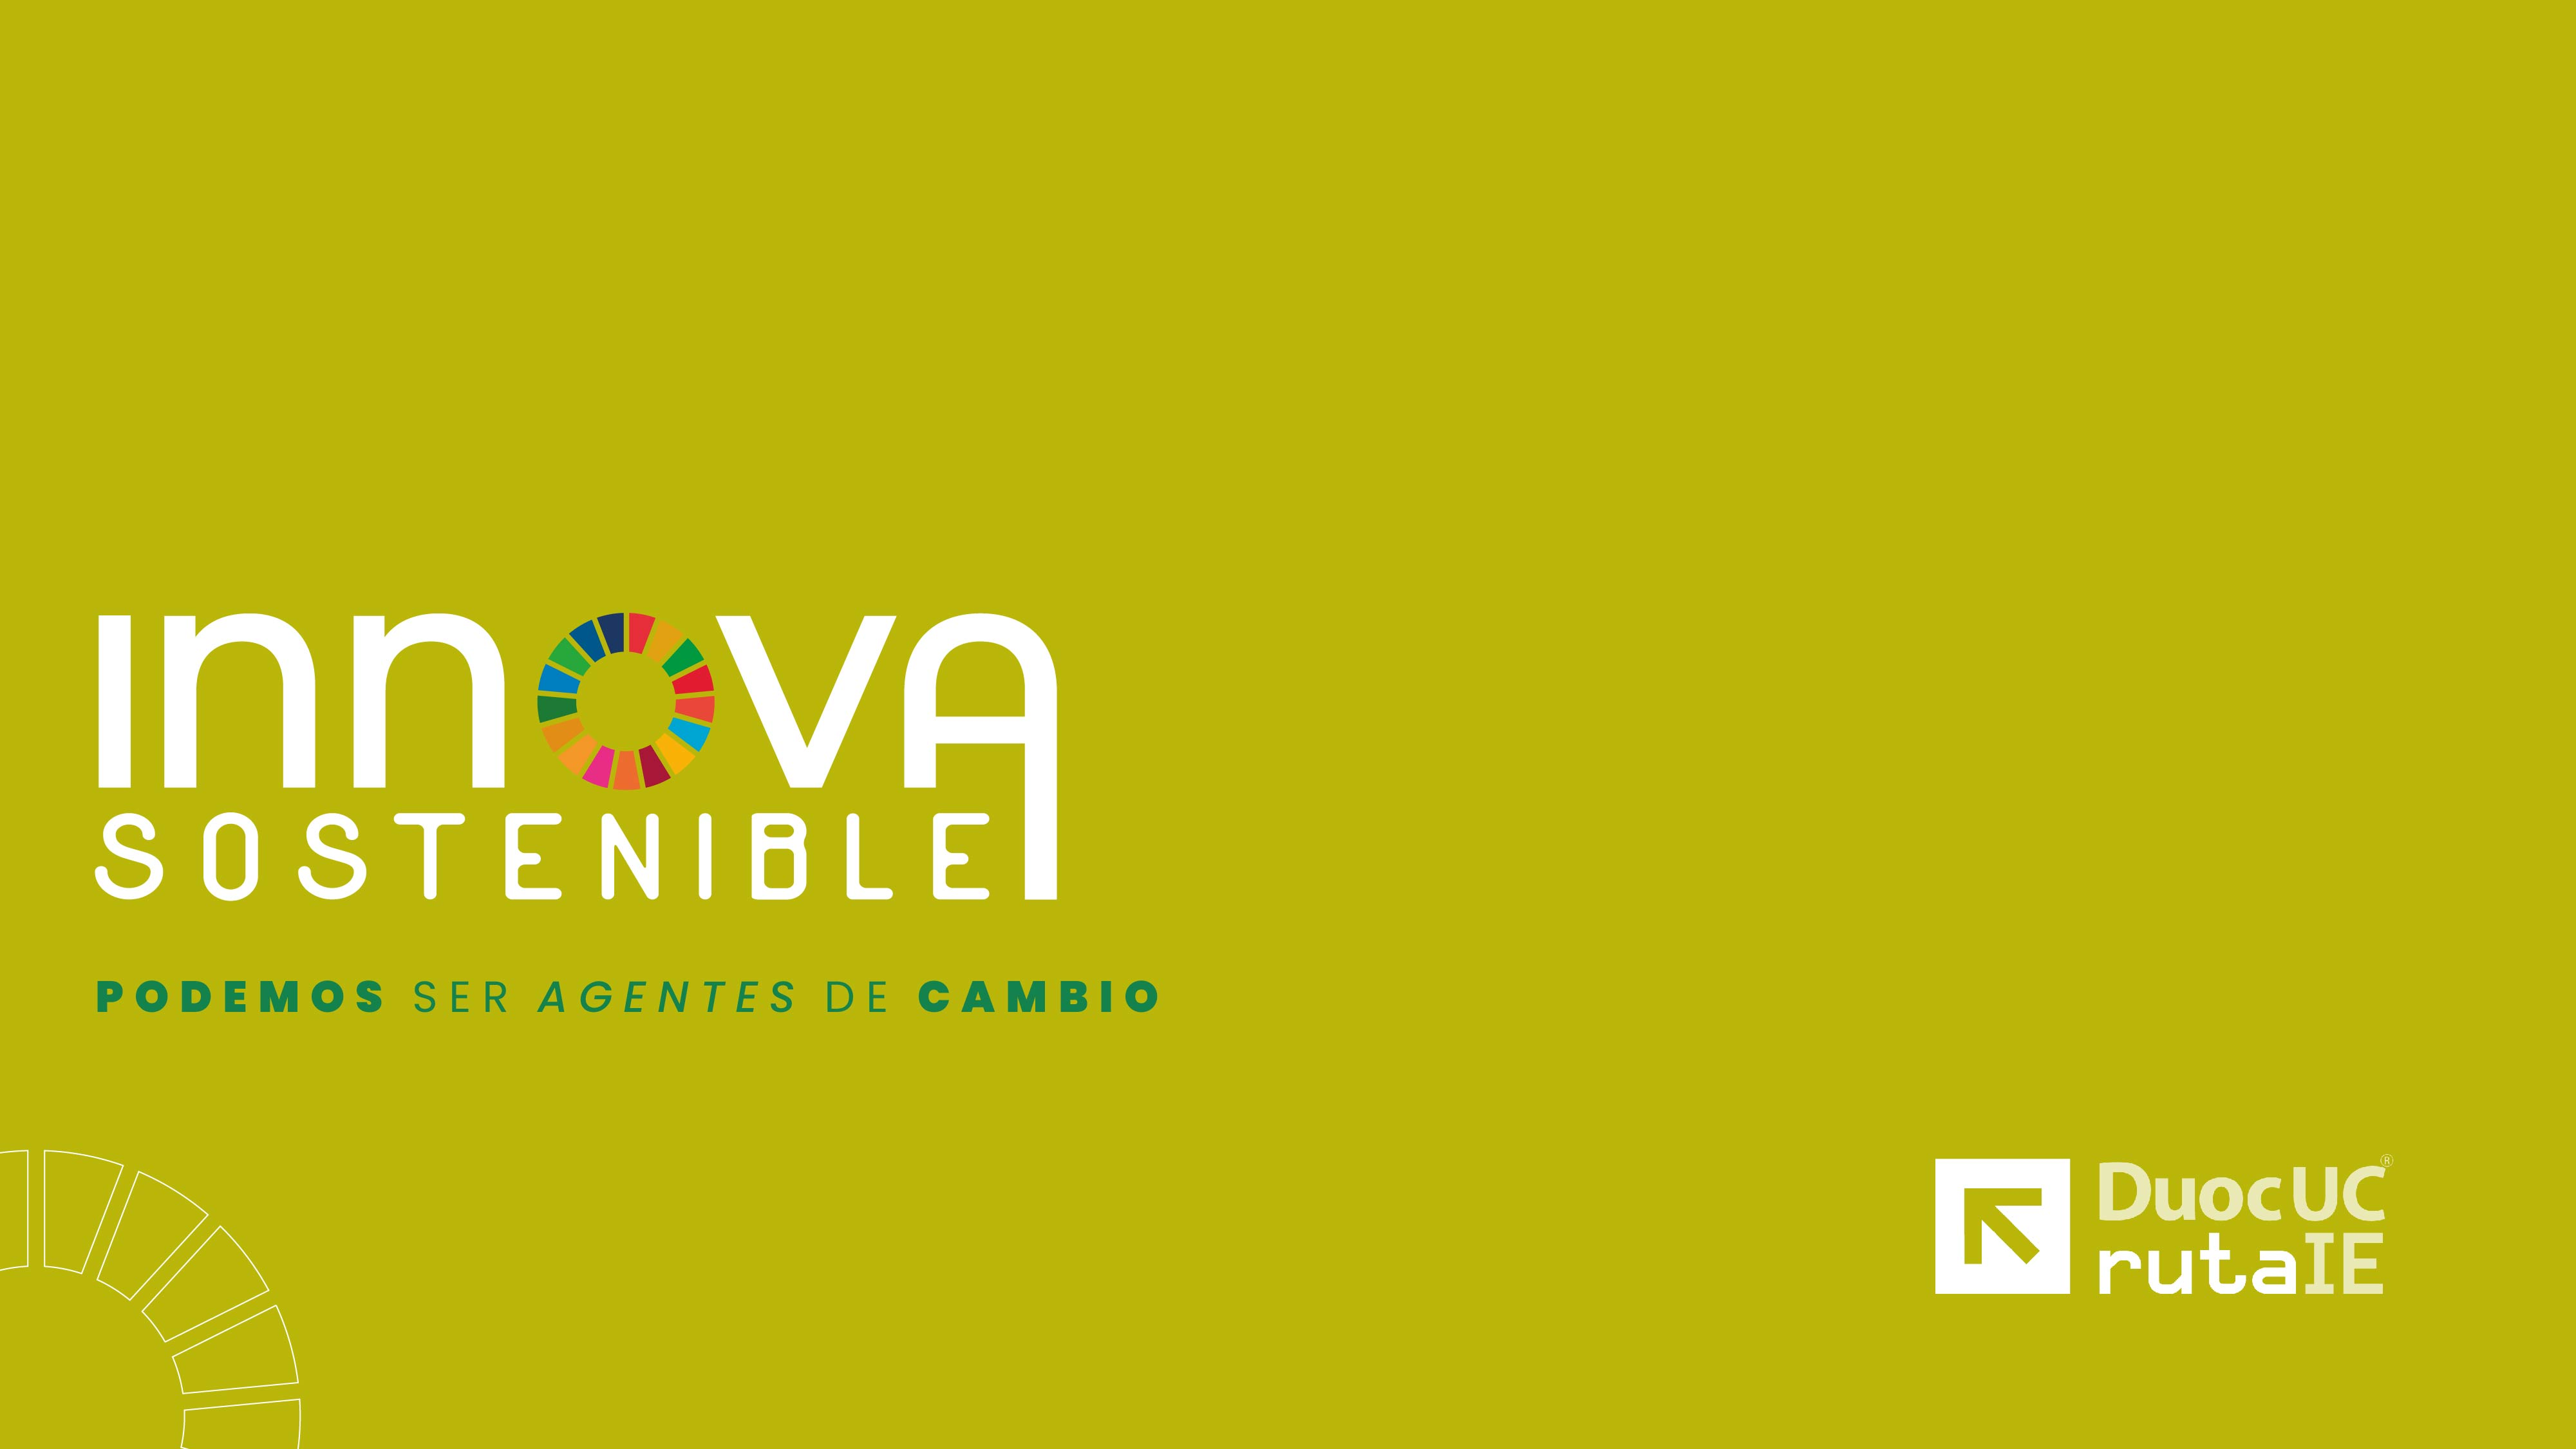 INNOVA
SOSTENIBLE
PODEMOS SER AGENTES DE CAMBIO
DuocUC®
rutaIE